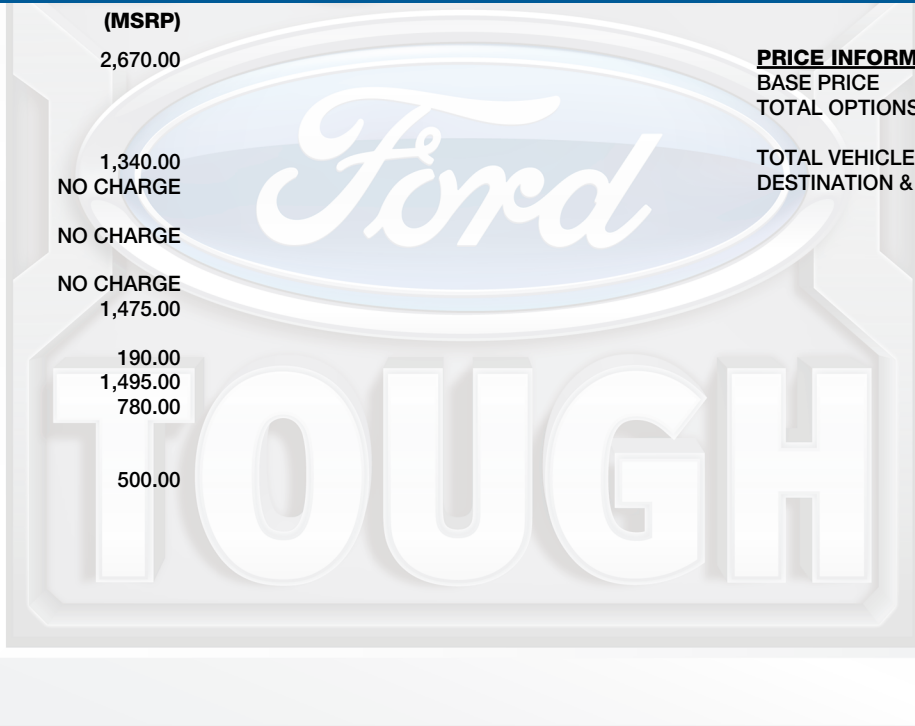 (MSRP)
2,670.00
1,340.00
NO CHARGE
NO CHARGE
NO CHARGE
1,475.00
190.00
1,495.00
780.00
500.00
PRICE INFORM
BASE PRICE
TOTAL OPTIONS
TOTAL VEHICLE
DESTINATION &
Ford
TOUGH